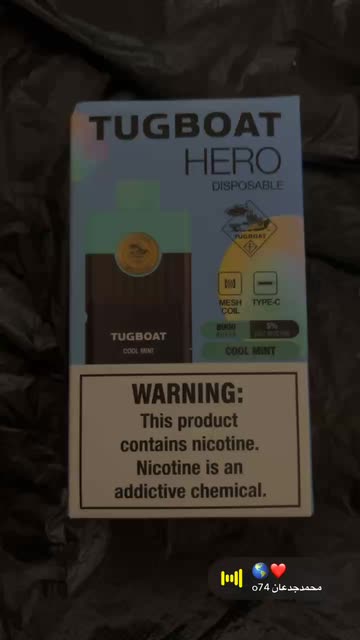 TUGBOAT
HERO
DISPOSABLE
TUGBOAT
MESH
COIL
TYPE-C
5%
COOL MINT
TUGBOAT
COOL MINT
WARNING:
This product
contains nicotine.
Nicotine is an
addictive chemical.
محمدجدعان o74